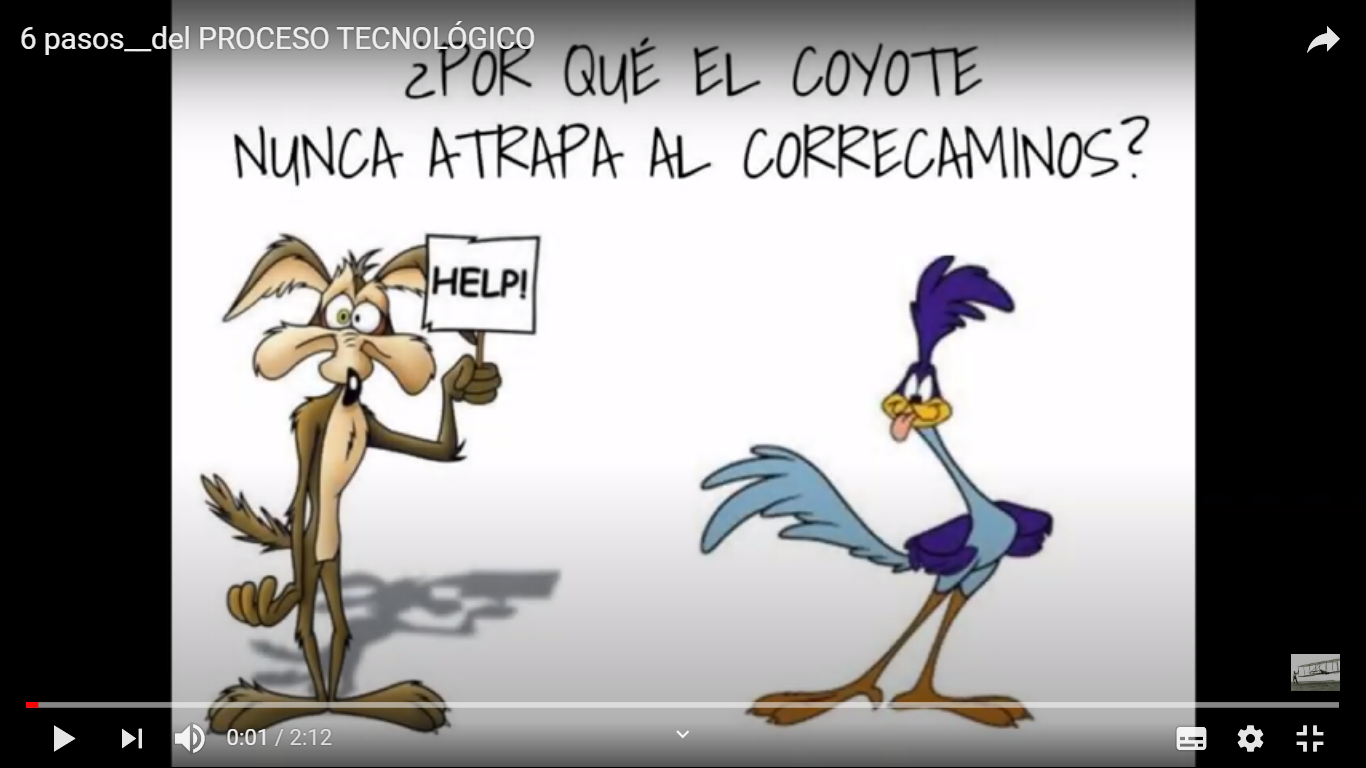 6 pasos__del PROCESO TECNOLÓGICO
¿POR QUÉ EL COYOTE
NUNCA ATRAPA AL CORRECAMINOS?
HELP!
0:01 / 2:12